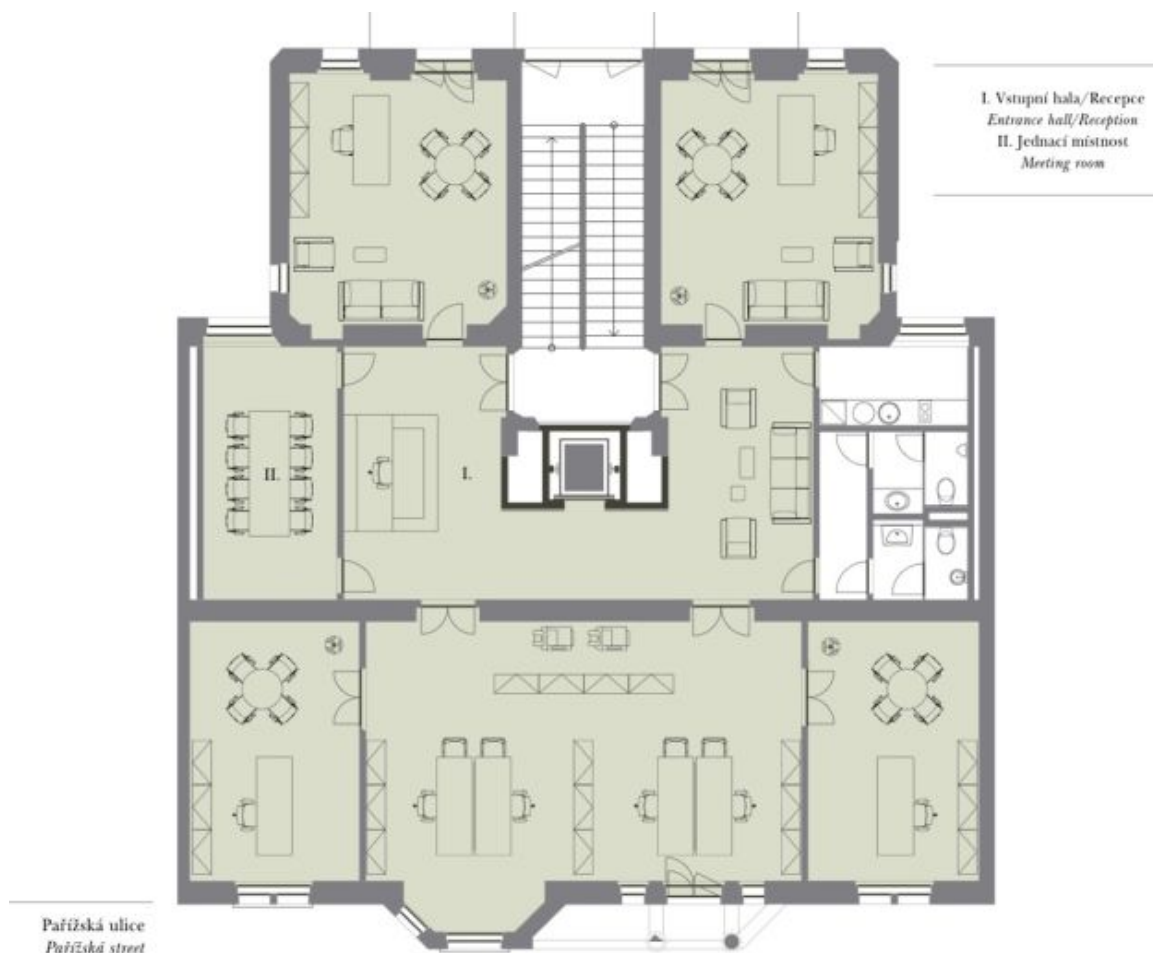 I. Vstupní hala/Recepce
Entrance hall/Reception
II. Jednací místnost
Meeting room
II.
I.
Pařížská ulice
Pařížská street